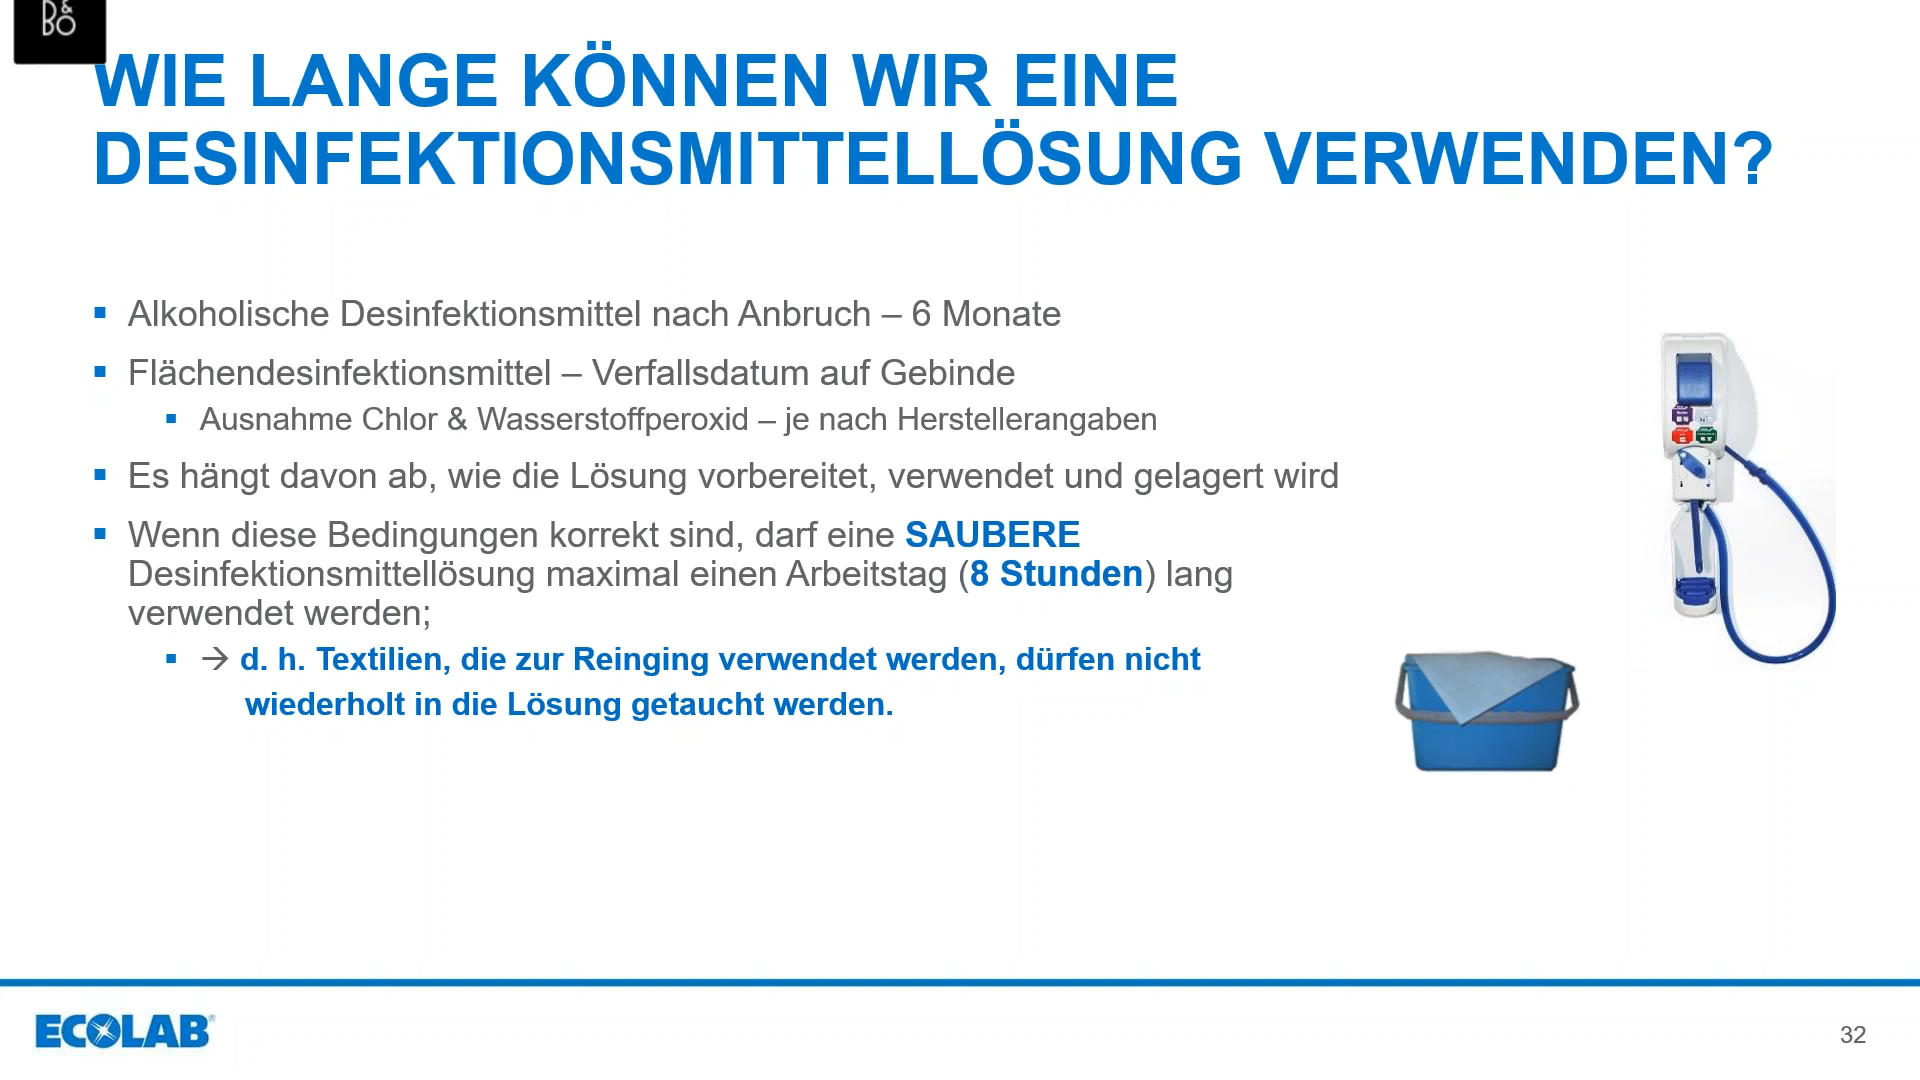 B&O
WIE LANGE KÖNNEN WIR EINE
DESINFEKTIONSMITTELLÖSUNG VERWENDEN?
▪ Alkoholische Desinfektionsmittel nach Anbruch – 6 Monate
▪ Flächendesinfektionsmittel – Verfallsdatum auf Gebinde
▪ Ausnahme Chlor & Wasserstoffperoxid – je nach Herstellerangaben
▪ Es hängt davon ab, wie die Lösung vorbereitet, verwendet und gelagert wird
▪ Wenn diese Bedingungen korrekt sind, darf eine SAUBERE
Desinfektionsmittellösung maximal einen Arbeitstag (8 Stunden) lang
verwendet werden;
▪ → d. h. Textilien, die zur Reinging verwendet werden, dürfen nicht
wiederholt in die Lösung getaucht werden.
ECOLAB®
32